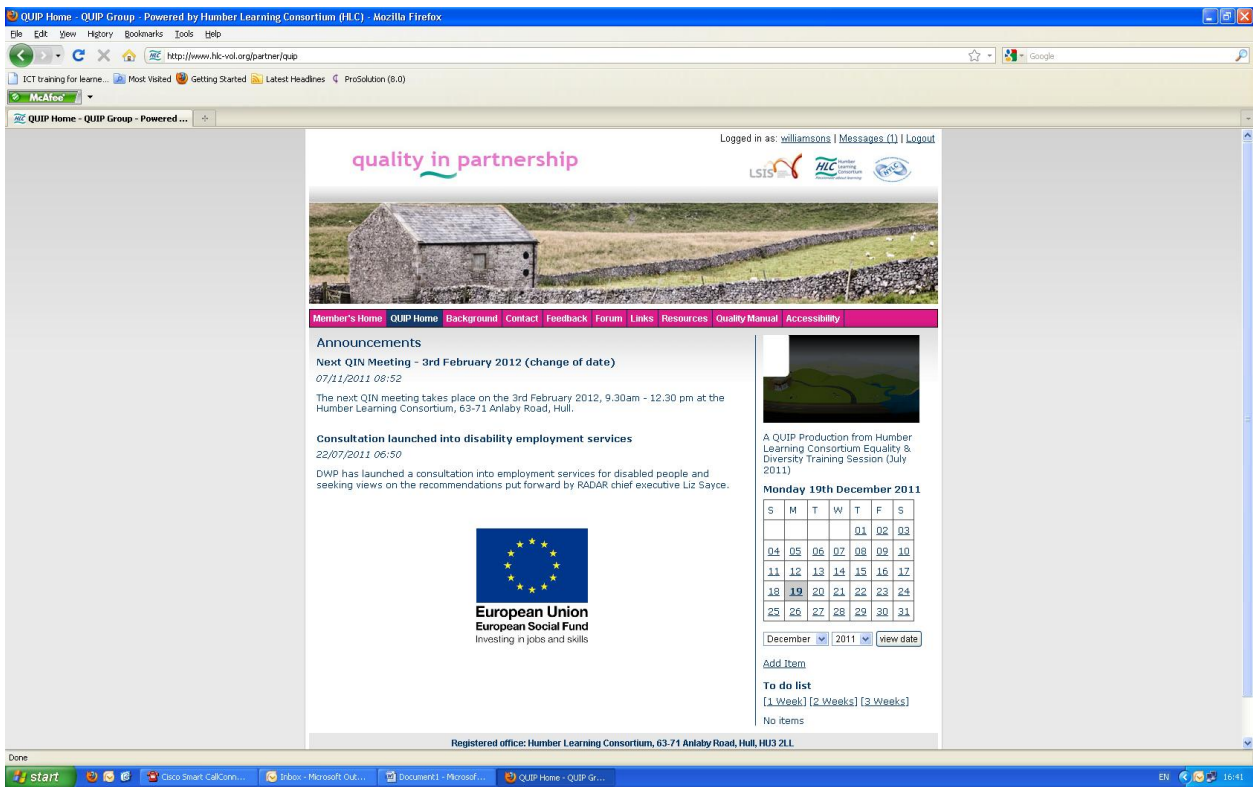 QUIP Home - QUIP Group - Powered by Humber Learning Consortium (HLC) - Mozilla Firefox
File Edit View History Bookmarks Tools Help
http://www.hlc-vol.org/partner/quip
Google
ICT training for learne... Most Visited Getting Started Latest Headlines ProSolution (8.0)
McAfee
QUIP Home - QUIP Group - Powered ...
Logged in as: williamsons | Messages (1) | Logout
quality in partnership
LSIS HLC Humber Learning Consortium
Member's Home QUIP Home Background Contact Feedback Forum Links Resources Quality Manual Accessibility
Announcements
Next QIN Meeting - 3rd February 2012 (change of date)
07/11/2011 08:52
The next QIN meeting takes place on the 3rd February 2012, 9.30am - 12.30 pm at the
Humber Learning Consortium, 63-71 Anlaby Road, Hull.
Consultation launched into disability employment services
22/07/2011 06:50
DWP has launched a consultation into employment services for disabled people and
seeking views on the recommendations put forward by RADAR chief executive Liz Sayce.
European Union
European Social Fund
Investing in jobs and skills
A QUIP Production from Humber
Learning Consortium Equality &
Diversity Training Session (July
2011)
Monday 19th December 2011
S M T W T F S
01 02 03
04 05 06 07 08 09 10
11 12 13 14 15 16 17
18 19 20 21 22 23 24
25 26 27 28 29 30 31
December 2011 view date
Add Item
To do list
[1 Week] [2 Weeks] [3 Weeks]
No items
Registered office: Humber Learning Consortium, 63-71 Anlaby Road, Hull, HU3 2LL
Done
start Cisco Smart CallConn... Inbox - Microsoft Out... Document1 - Microsof... QUIP Home - QUIP Gr... EN 16:41